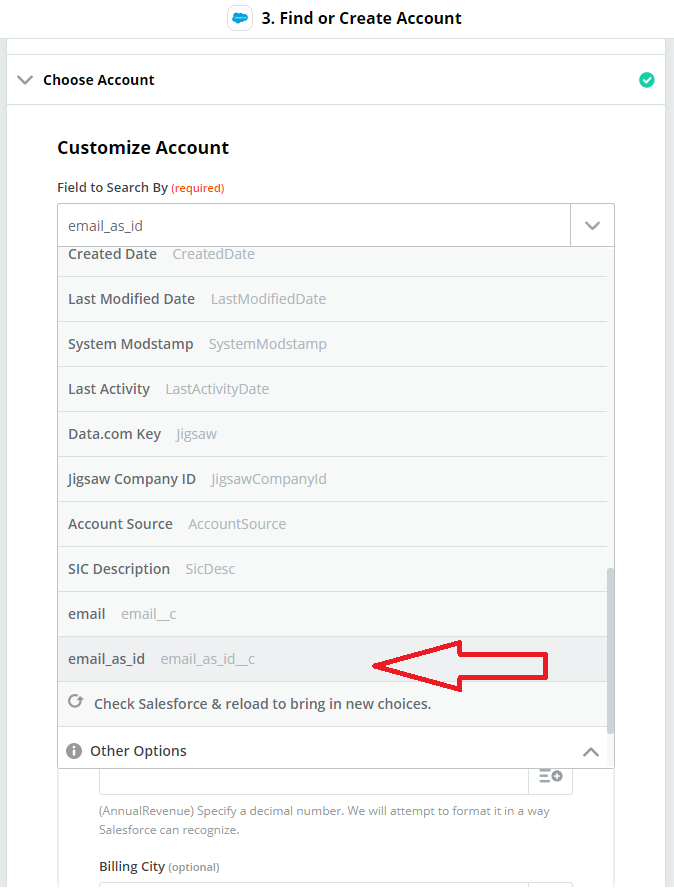 3. Find or Create Account
Choose Account
Customize Account
Field to Search By (required)
email_as_id
Created Date CreatedDate
Last Modified Date LastModifiedDate
System Modstamp SystemModstamp
Last Activity LastActivityDate
Data.com Key Jigsaw
Jigsaw Company ID JigsawCompanyId
Account Source AccountSource
SIC Description SicDesc
email email__c
email_as_id email_as_id__c
Check Salesforce & reload to bring in new choices.
Other Options
(AnnualRevenue) Specify a decimal number. We will attempt to format it in a way
Salesforce can recognize.
Billing City (optional)